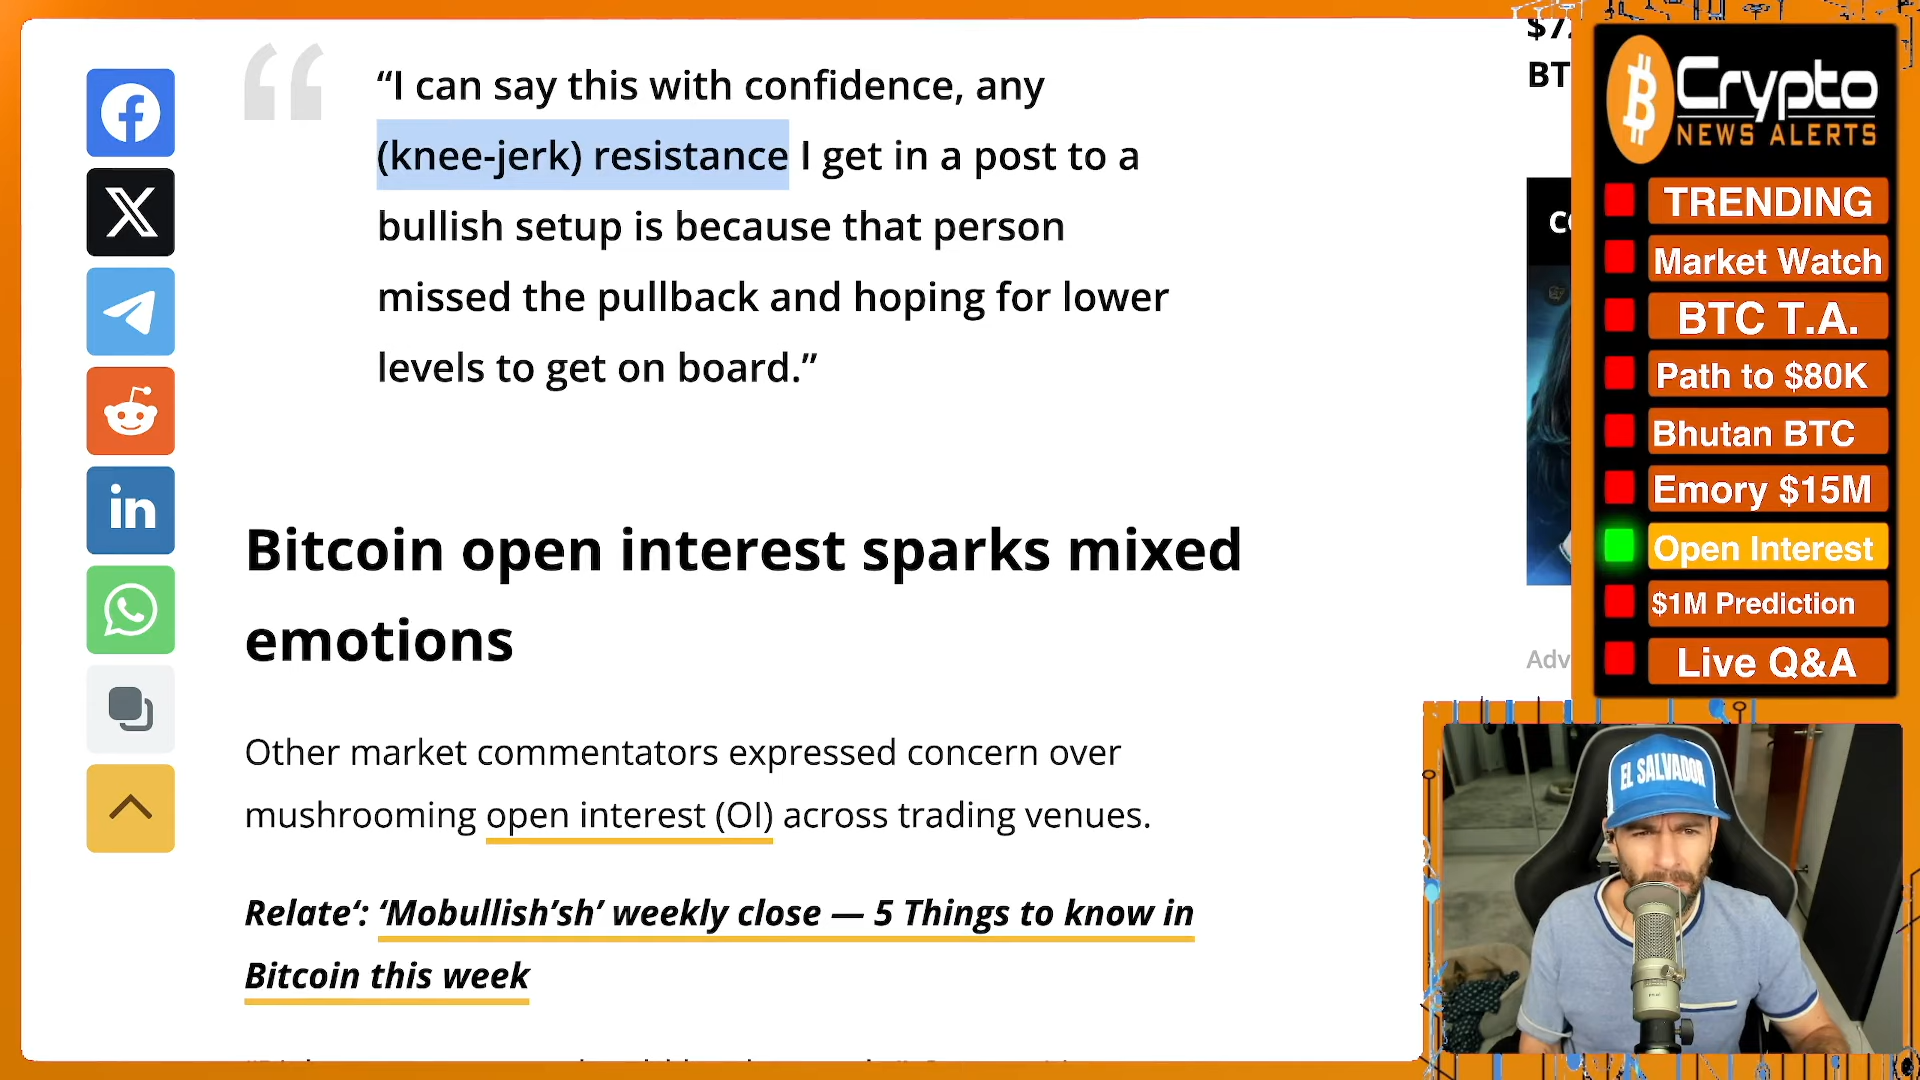 “I can say this with confidence, any
(knee-jerk) resistance I get in a post to a
bullish setup is because that person
missed the pullback and hoping for lower
levels to get on board.”
Bitcoin open interest sparks mixed
emotions
Other market commentators expressed concern over
mushrooming open interest (OI) across trading venues.
Relate‘: ‘Mobullish’sh’ weekly close — 5 Things to know in
Bitcoin this week
in
BT
Adv
Crypto
NEWS ALERTS
TRENDING
Market Watch
BTC T.A.
Path to $80K
Bhutan BTC
Emory $15M
Open Interest
$1M Prediction
Live Q&A
EL SALVADOR